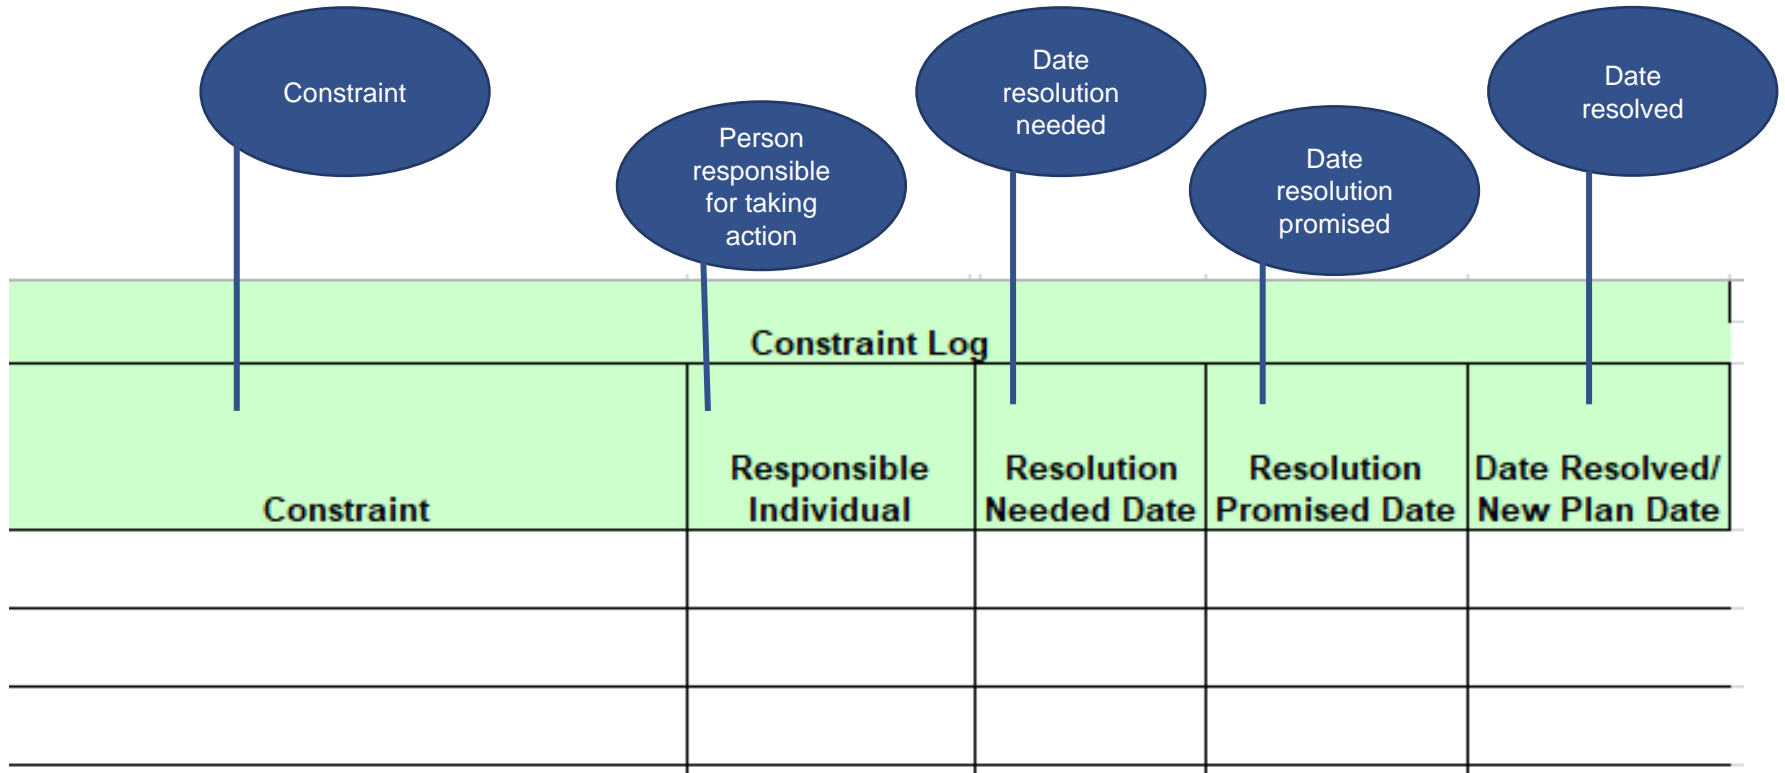 Constraint
Person
responsible
for taking
action
Date
resolution
needed
Date
resolution
promised
Date
resolved
Constraint Log
Constraint
Responsible
Individual
Resolution
Needed Date
Resolution
Promised Date
Date Resolved/
New Plan Date